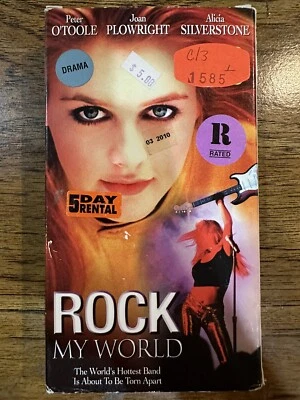 Peter
O'TOOLE
Joan
PLOWRIGHT
Alicia
SILVERSTONE
DRAMA
$5.00
C/3
1585
1
03 2010
R
RATED
5 DAY
RENTAL
ROCK
MY WORLD
The World's Hottest Band
Is About To Be Torn Apart